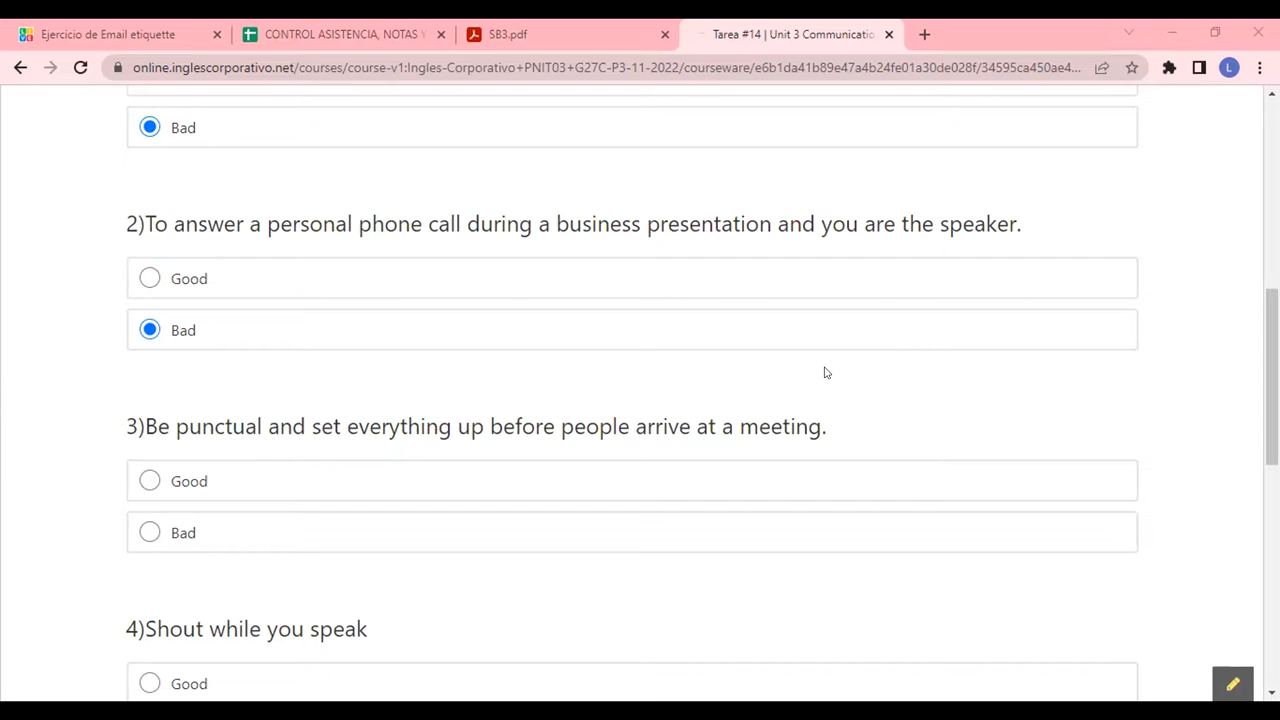 Ejercicio de Email etiquette
CONTROL ASISTENCIA, NOTAS Y
SB3.pdf
Tarea #14 | Unit 3 Communicatio
online.inglescorporativo.net/courses/course-v1:Ingles-Corporativo+PNIT03+G27C-P3-11-2022/courseware/e6b1da41b89e47a4b24fe01a30de028f/34595ca450ae4...
L
Bad
2)To answer a personal phone call during a business presentation and you are the speaker.
Good
Bad
3)Be punctual and set everything up before people arrive at a meeting.
Good
Bad
4)Shout while you speak
Good